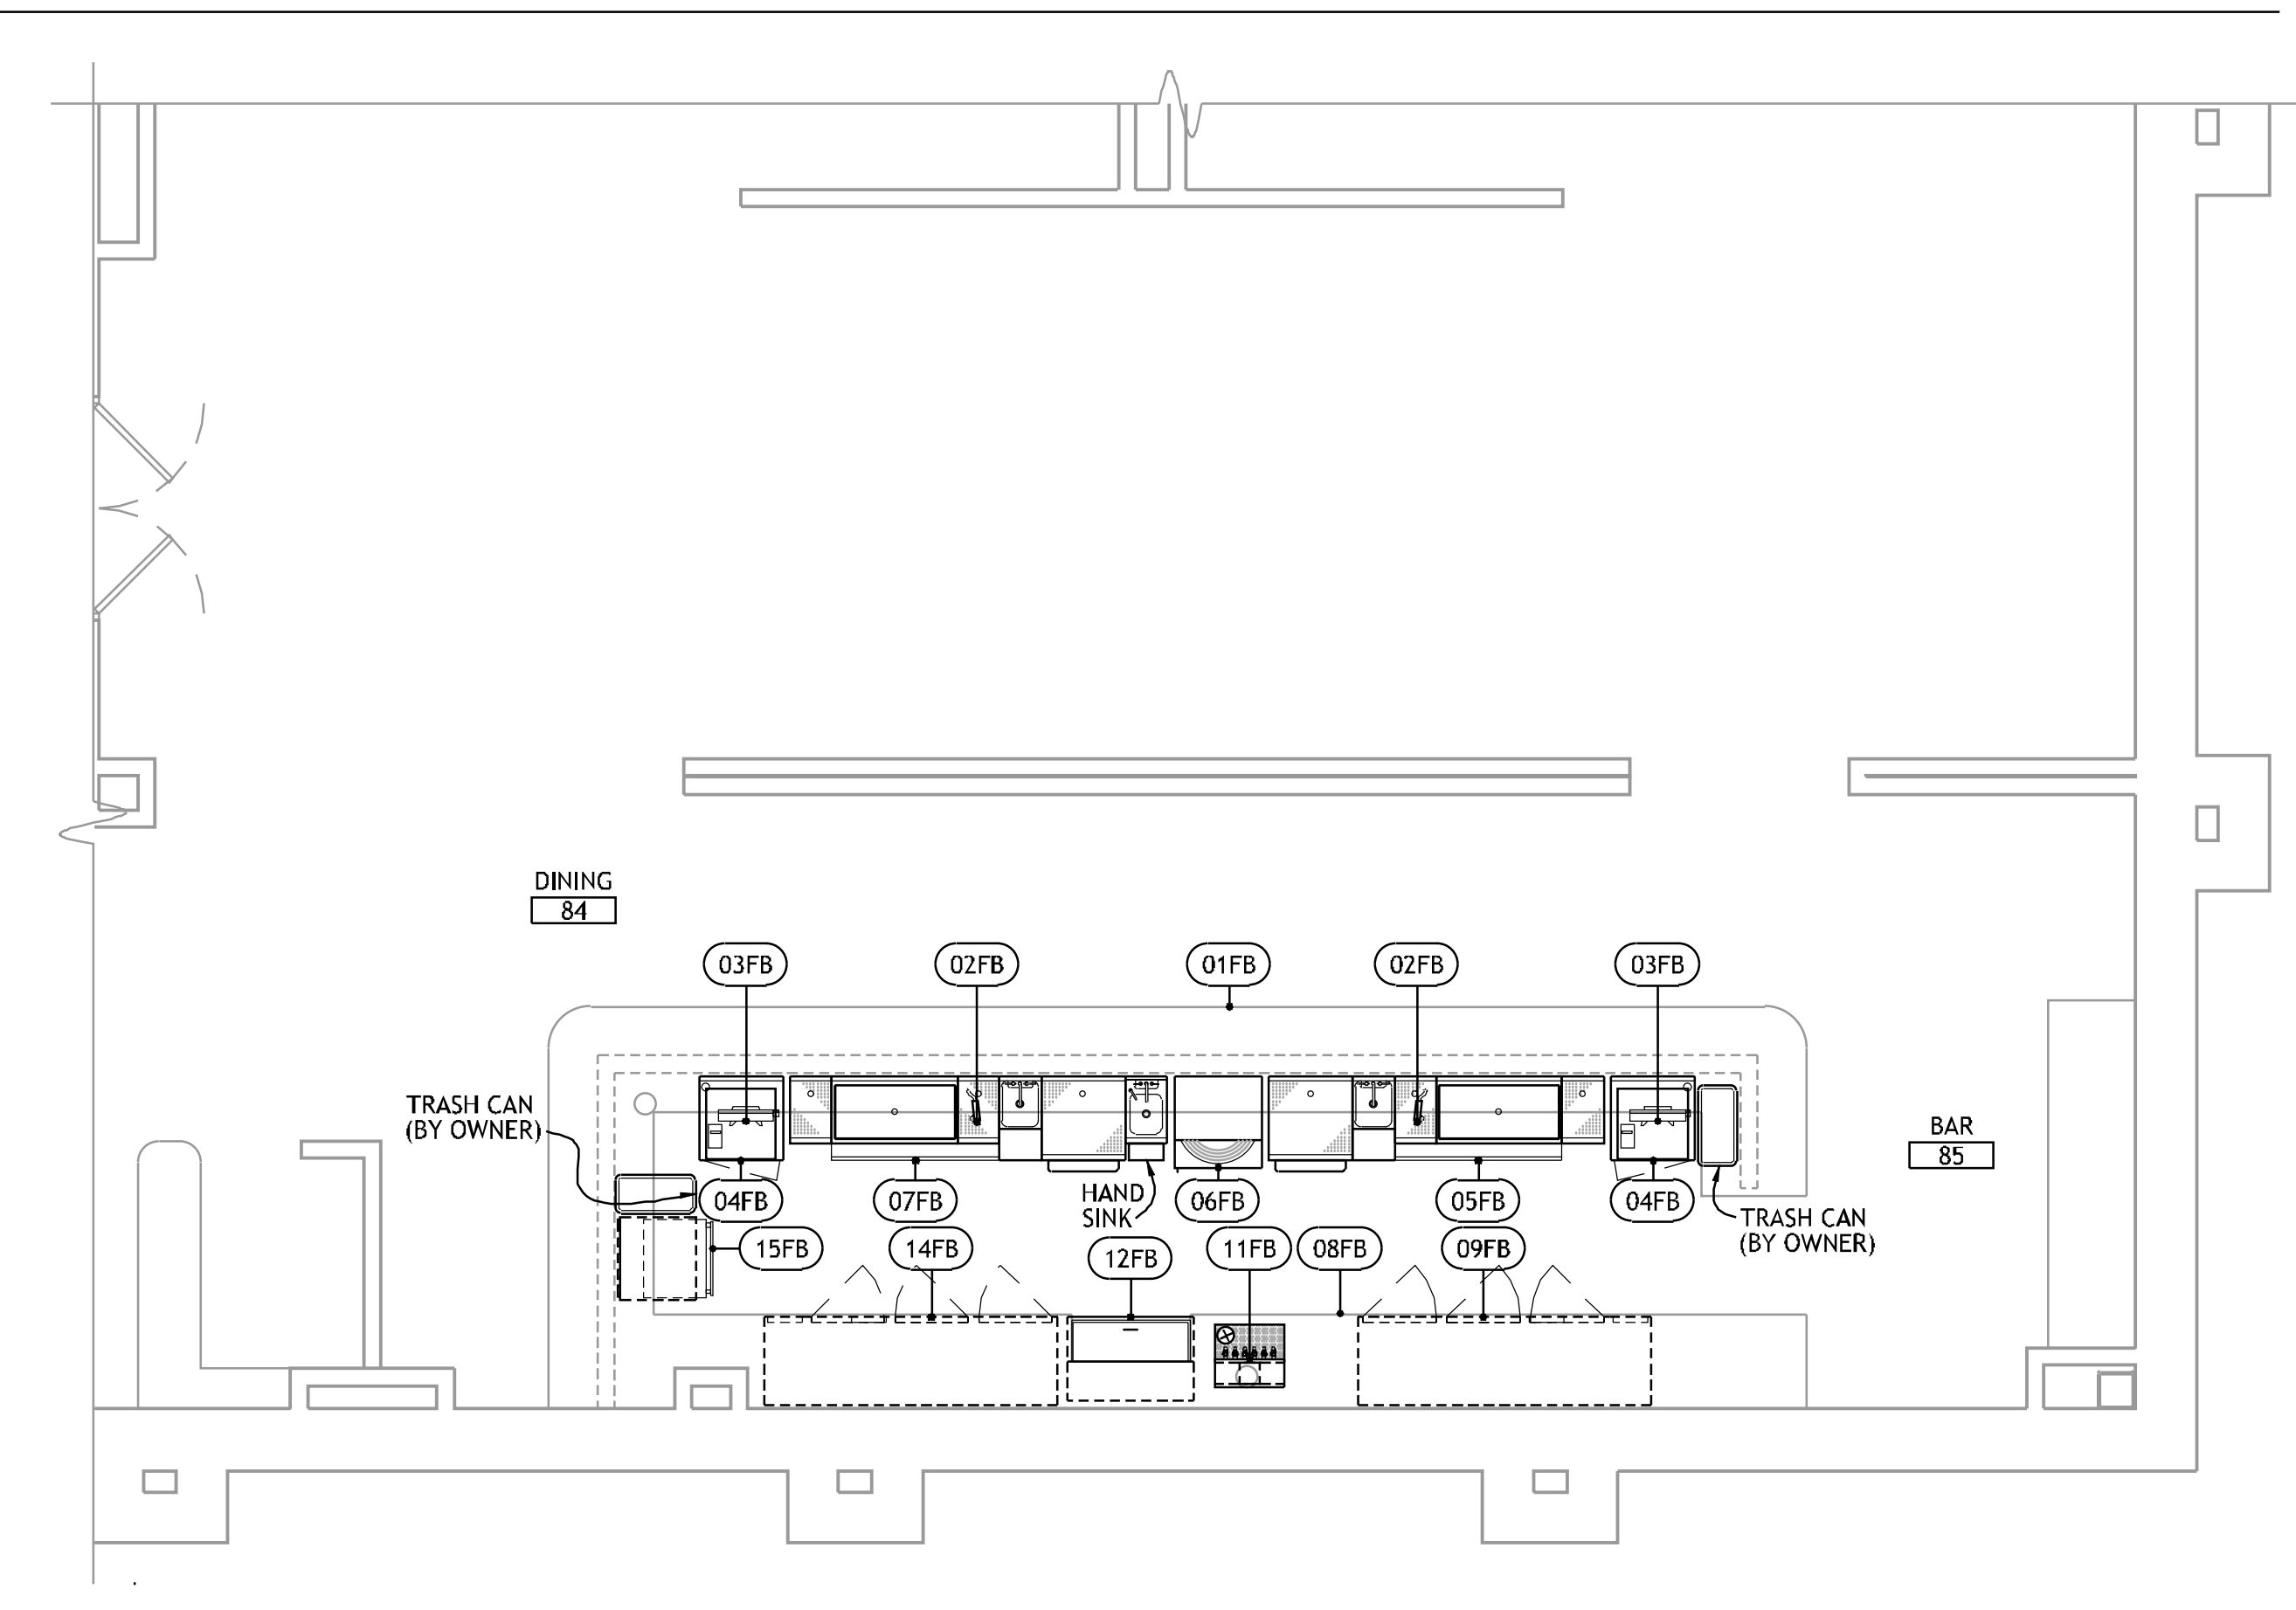 DINING
84
03FB
02FB
01FB
02FB
03FB
TRASH CAN
(BY OWNER)
BAR
85
04FB
07FB
HAND
SINK
06FB
05FB
04FB
TRASH CAN
(BY OWNER)
15FB
14FB
12FB
11FB
08FB
09FB